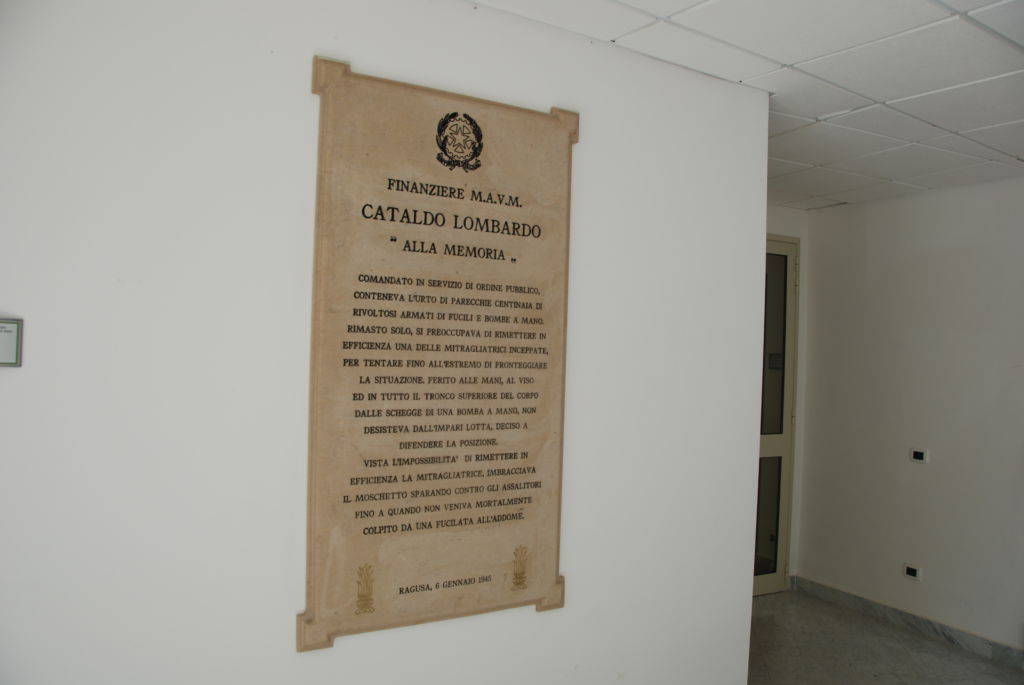 FINANZIERE M.A.V.M.
CATALDO LOMBARDO
" ALLA MEMORIA „
COMANDATO IN SERVIZIO DI ORDINE PUBBLICO,
CONTENEVA L'URTO DI PARECCHIE CENTINAIA DI
RIVOLTOSI ARMATI DI FUCILI E BOMBE A MANO.
RIMASTO SOLO, SI PREOCCUPAVA DI RIMETTERE IN
EFFICIENZA UNA DELLE MITRAGLIATRICI INCEPPATE,
PER TENTARE FINO ALL'ESTREMO DI FRONTEGGIARE
LA SITUAZIONE. FERITO ALLE MANI, AL VISO
ED IN TUTTO IL TRONCO SUPERIORE DEL CORPO
DALLE SCHEGGE DI UNA BOMBA A MANO, NON
DESISTEVA DALL'IMPARI LOTTA, DECISO A
DIFENDERE LA POSIZIONE.
VISTA L'IMPOSSIBILITA' DI RIMETTERE IN
EFFICIENZA LA MITRAGLIATRICE, IMBRACCIAVA
IL MOSCHETTO SPARANDO CONTRO GLI ASSALITORI
FINO A QUANDO NON VENIVA MORTALMENTE
COLPITO DA UNA FUCILATA ALL'ADDOME.
RAGUSA, 6 GENNAIO 1945